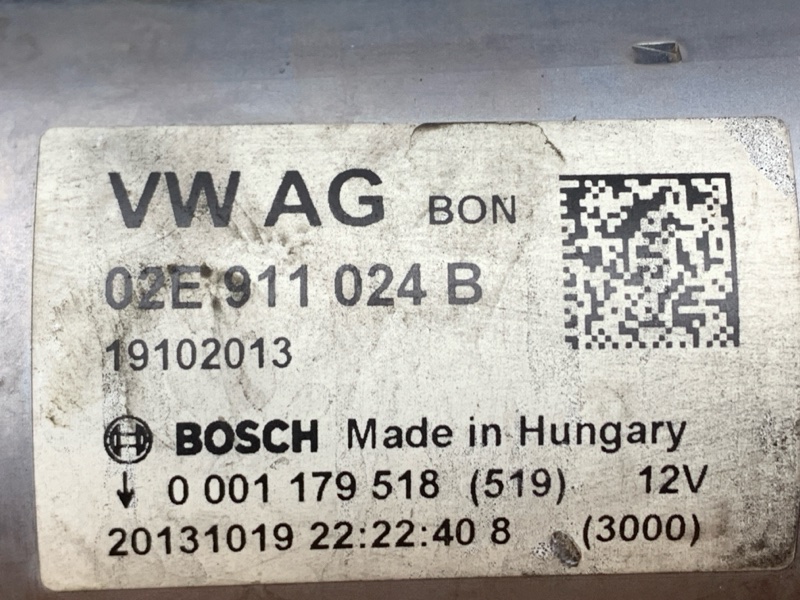 VW AG BON
02E 911 024 B
19102013
BOSCH Made in Hungary
↓ 0 001 179 518 (519) 12V
20131019 22:22:40 8 (3000)